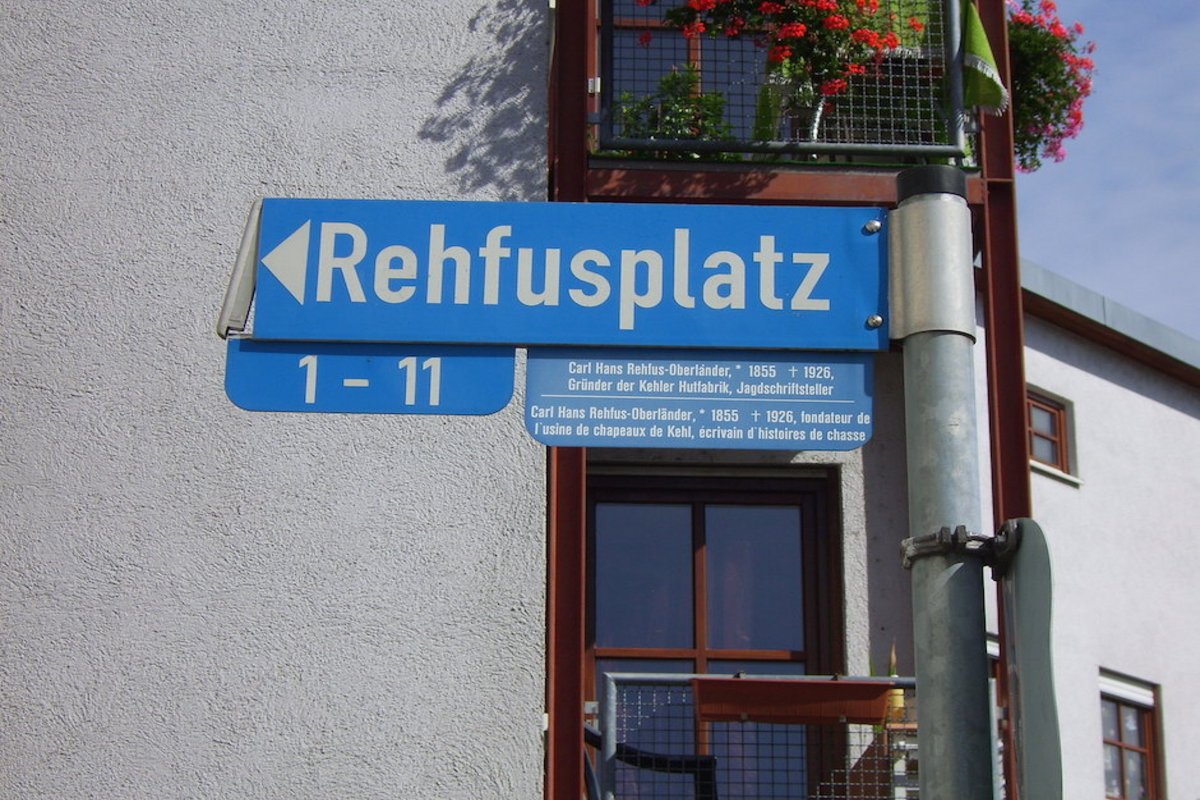 Rehfusplatz
1 – 11
Carl Hans Rehfus-Oberländer, * 1855 † 1926,
Gründer der Kehler Hutfabrik, Jagdschriftsteller
Carl Hans Rehfus-Oberländer, * 1855 † 1926, fondateur de
l'usine de chapeaux de Kehl, écrivain d'histoires de chasse